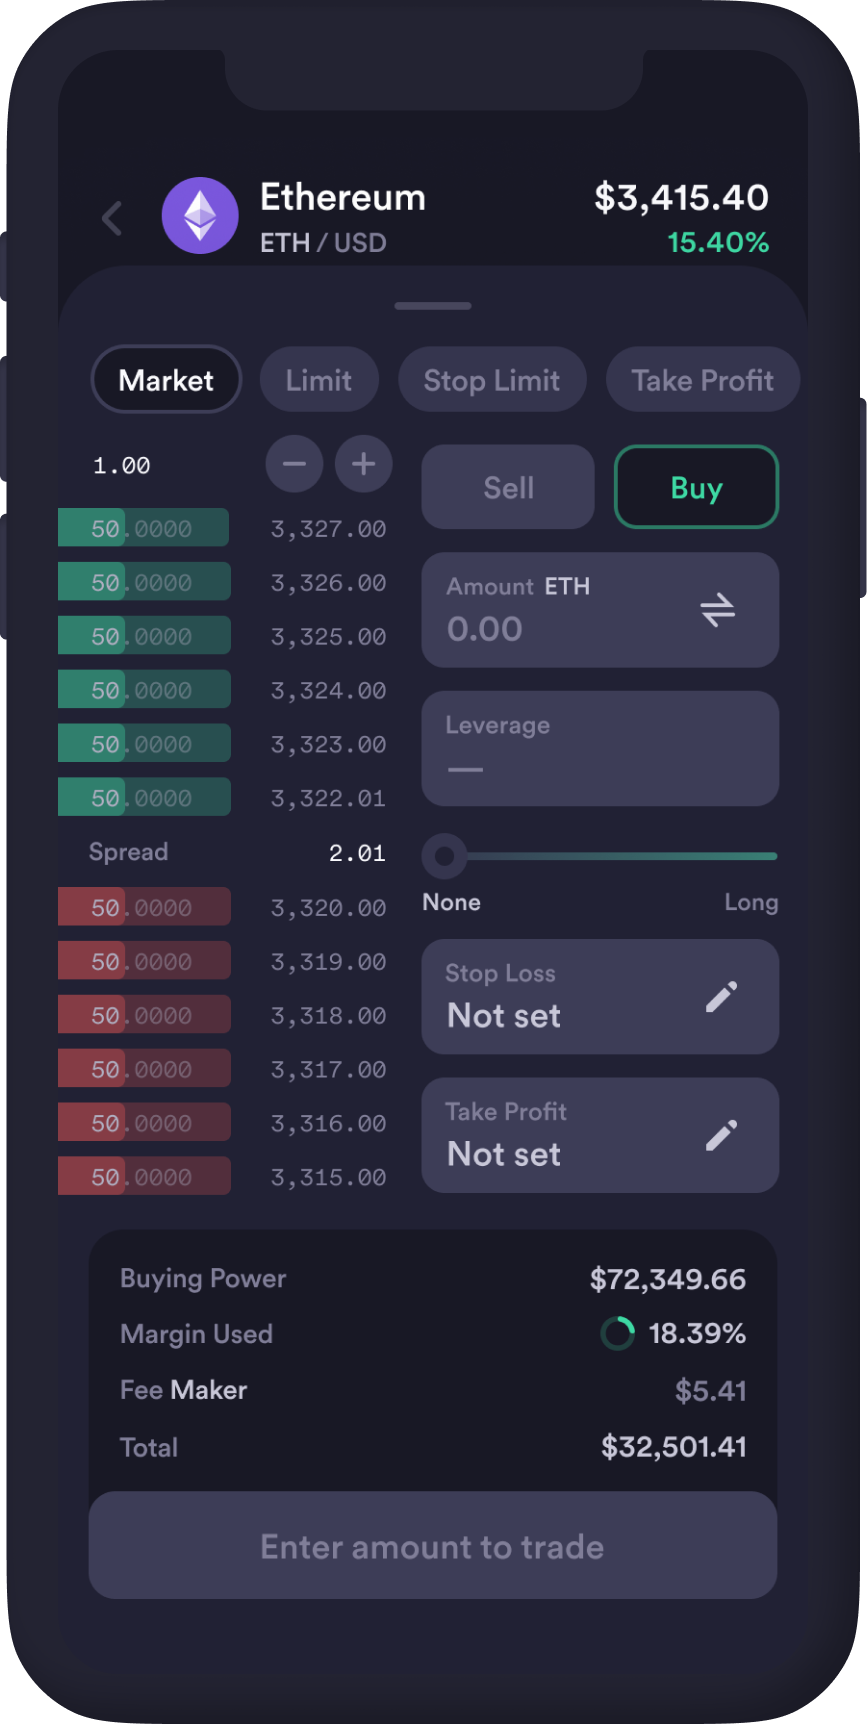 Ethereum $3,415.40
ETH / USD 15.40%
Market Limit Stop Limit Take Profit
1.00 − +
50.0000 3,327.00
50.0000 3,326.00
50.0000 3,325.00
50.0000 3,324.00
50.0000 3,323.00
50.0000 3,322.01
Spread 2.01
50.0000 3,320.00
50.0000 3,319.00
50.0000 3,318.00
50.0000 3,317.00
50.0000 3,316.00
50.0000 3,315.00
Sell Buy
Amount ETH
0.00
Leverage
—
None Long
Stop Loss
Not set
Take Profit
Not set
Buying Power $72,349.66
Margin Used 18.39%
Fee Maker $5.41
Total $32,501.41
Enter amount to trade